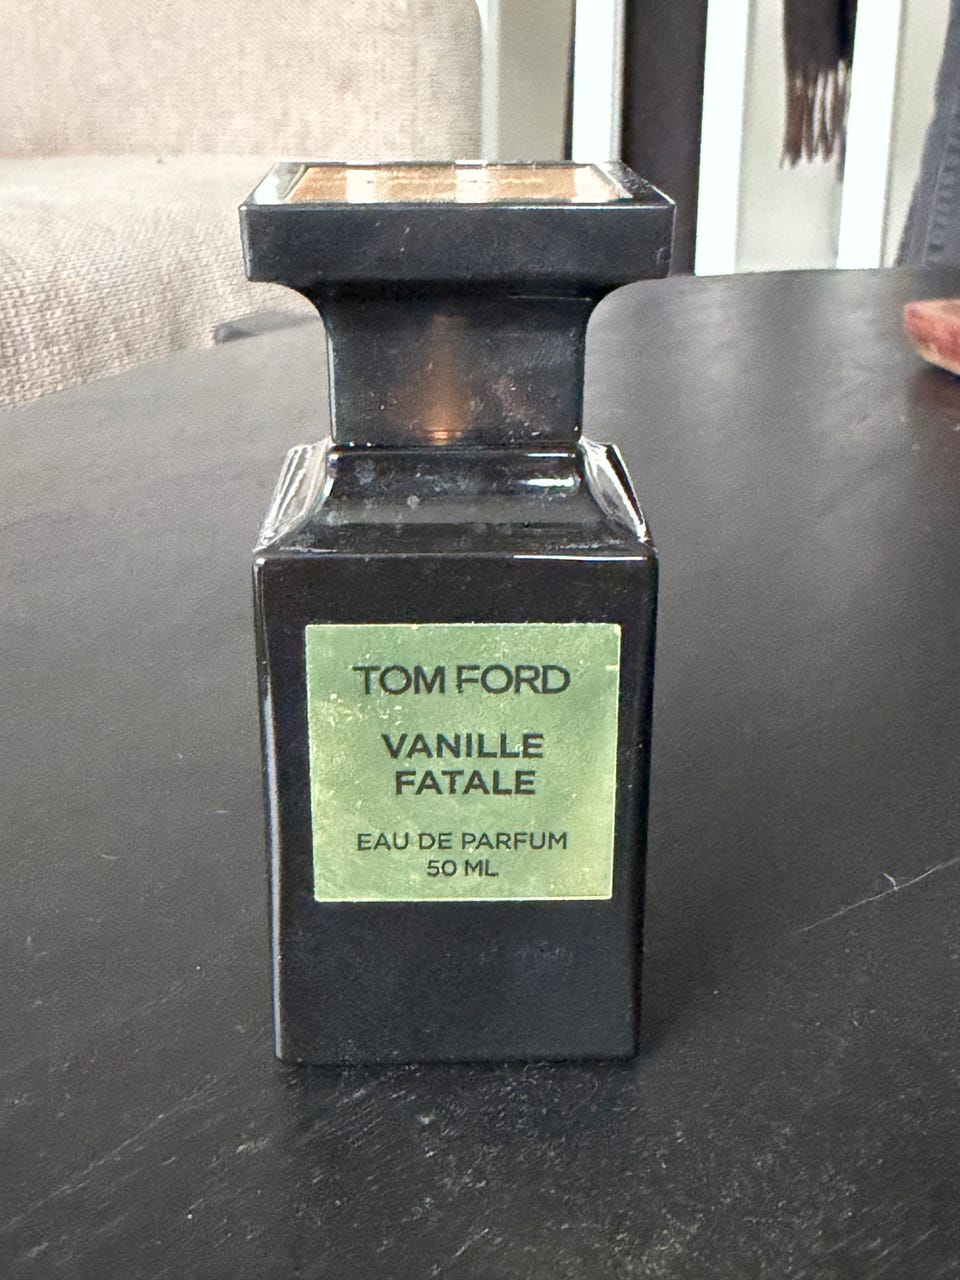 TOM FORD
VANILLE
FATALE
EAU DE PARFUM
50 ML